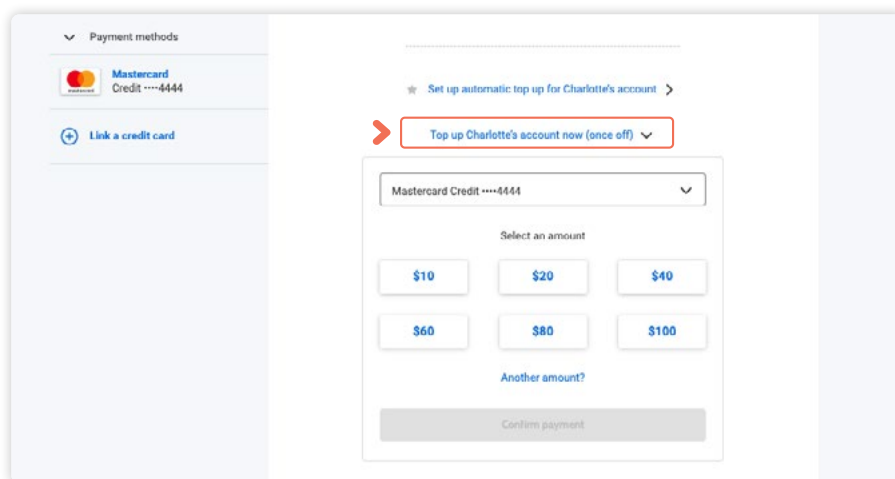 Payment methods
Mastercard
Credit ····4444
Link a credit card
Set up automatic top up for Charlotte's account
Top up Charlotte's account now (once off)
Mastercard Credit ····4444
Select an amount
$10
$20
$40
$60
$80
$100
Another amount?
Confirm payment